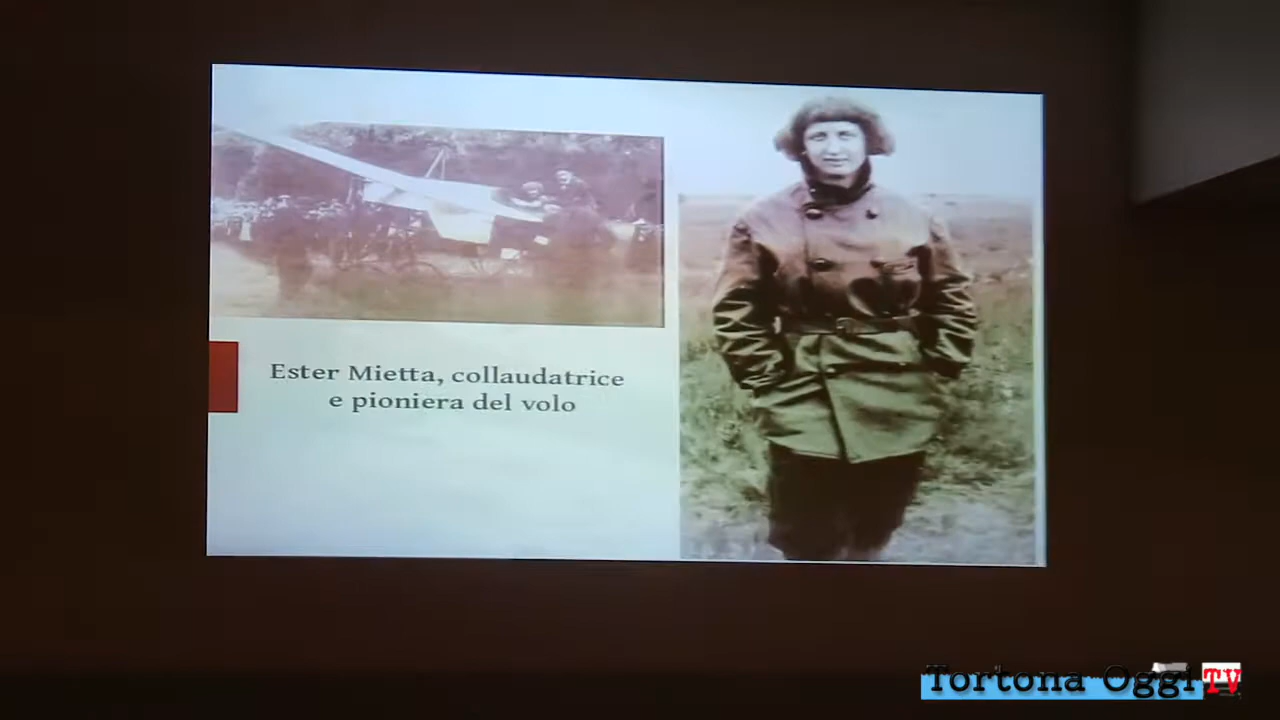 Ester Mietta, collaudatrice
e pioniera del volo
Tortona Oggi TV